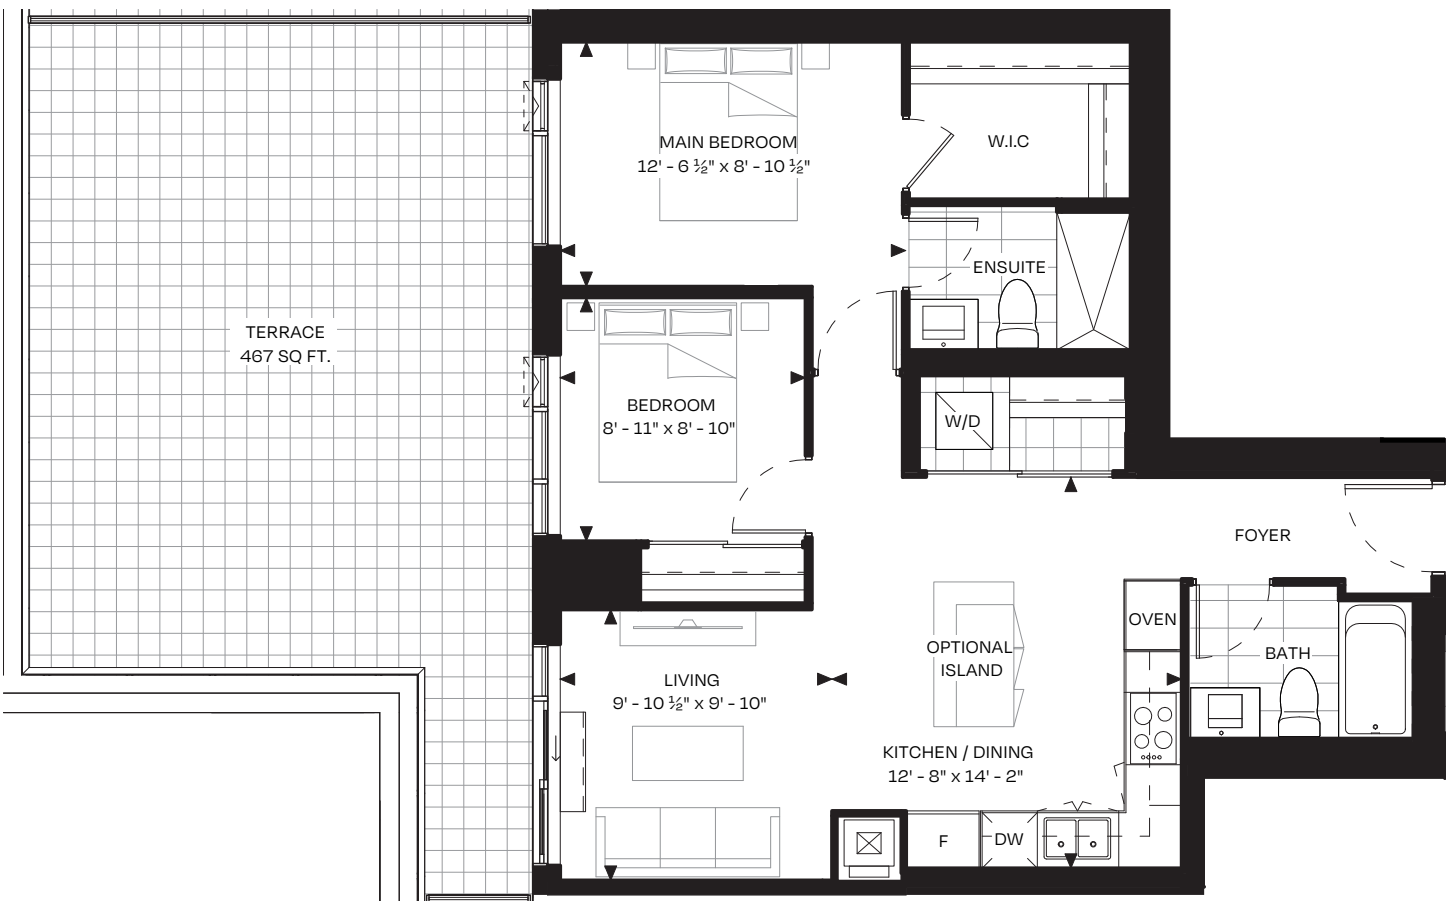 MAIN BEDROOM
12' - 6 ½" x 8' - 10 ½"
W.I.C
ENSUITE
TERRACE
467 SQ FT.
BEDROOM
8' - 11" x 8' - 10"
W/D
FOYER
OVEN
OPTIONAL
ISLAND
BATH
LIVING
9' - 10 ½" x 9' - 10"
KITCHEN / DINING
12' - 8" x 14' - 2"
F
DW